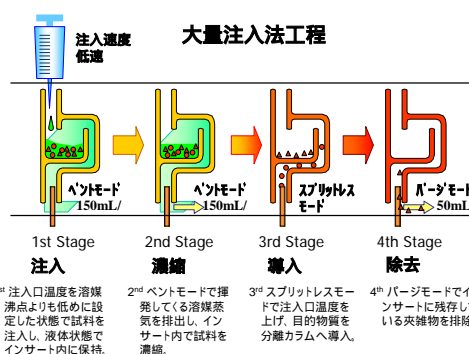 大量注入法工程
注入速度
低速
ベントモード
150mL/
ベントモード
150mL/
スプリットレス
モード
パージモード
50mL/
1st Stage
2nd Stage
3rd Stage
4th Stage
注入
濃縮
導入
除去
st 注入口温度を溶媒
沸点よりも低めに設
定した状態で試料を
注入し、液体状態で
インサート内に保持。
2nd ベントモードで揮
発してくる溶媒蒸
気を排出し、イン
サート内で試料を
濃縮。
3rd スプリットレスモー
ドで注入口温度を
上げ、目的物質を
分離カラムへ導入。
4th パージモードでイ
ンサートに残存して
いる夾雑物を排除